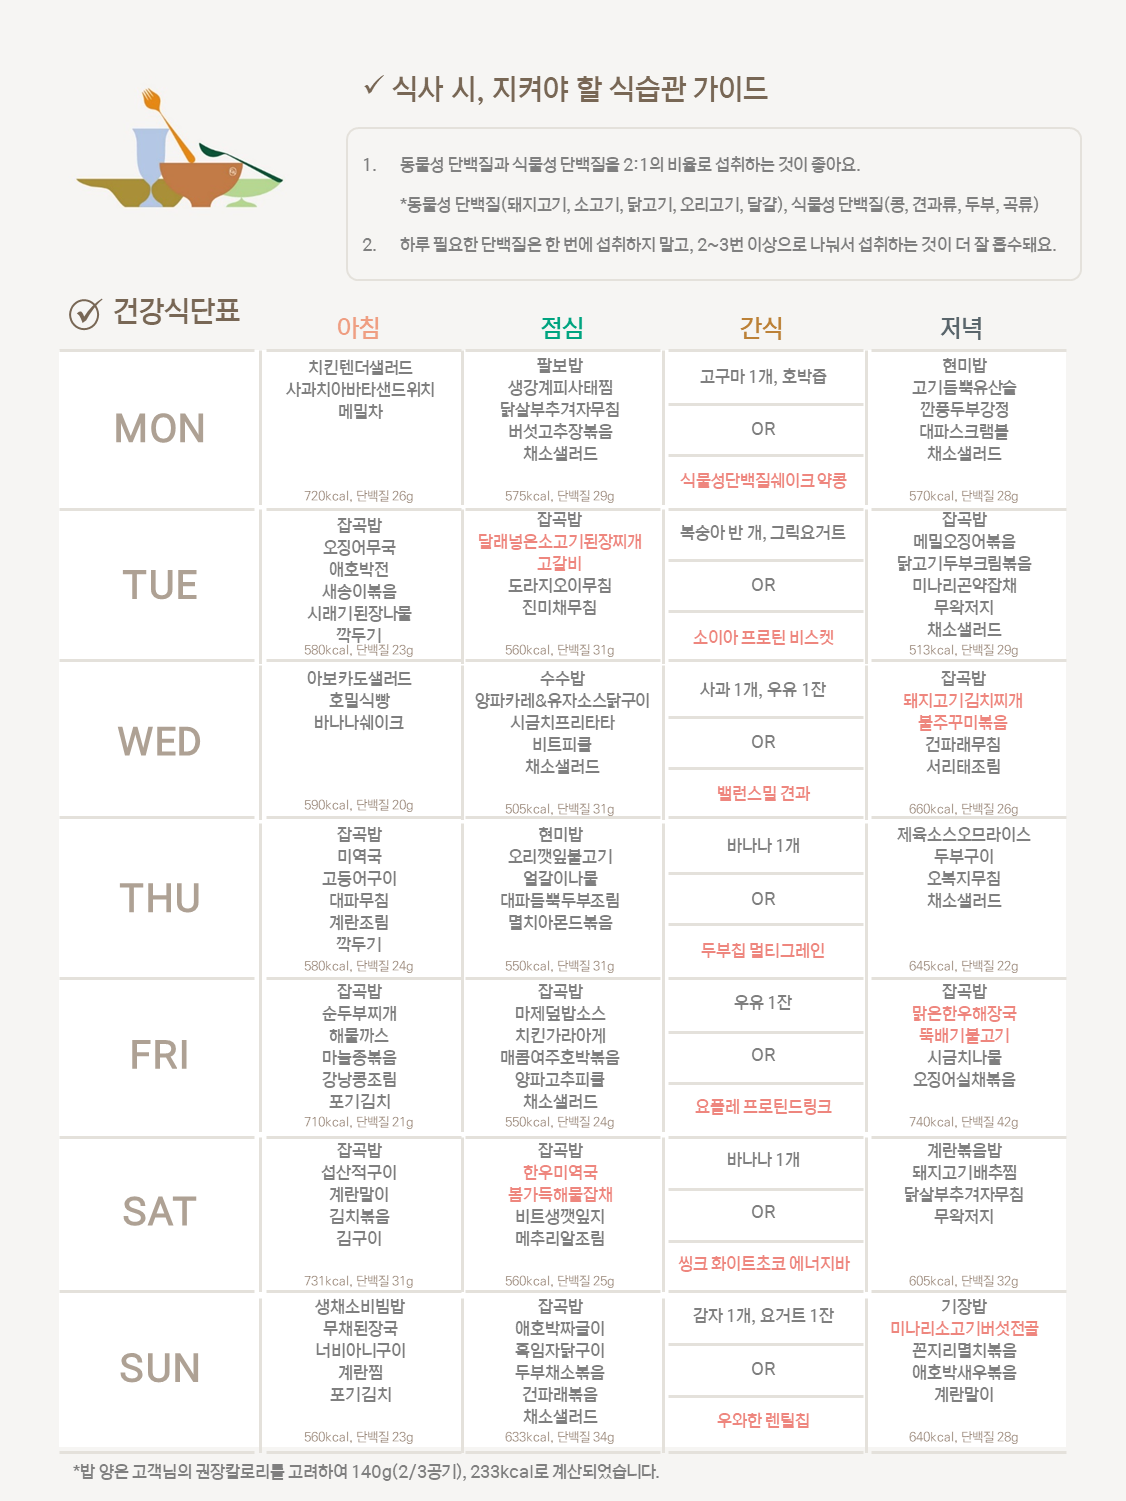 ✓ 식사 시, 지켜야 할 식습관 가이드
1. 동물성 단백질과 식물성 단백질을 2:1의 비율로 섭취하는 것이 좋아요.
*동물성 단백질(돼지고기, 소고기, 닭고기, 오리고기, 달걀), 식물성 단백질(콩, 견과류, 두부, 곡류)
2. 하루 필요한 단백질은 한 번에 섭취하지 말고, 2~3번 이상으로 나눠서 섭취하는 것이 더 잘 흡수돼요.
건강식단표
아침
점심
간식
저녁
MON
치킨텐더샐러드
사과치아바타샌드위치
메밀차
720kcal, 단백질 26g
팔보밥
생강계피사태찜
닭살부추겨자무침
버섯고추장볶음
채소샐러드
575kcal, 단백질 29g
고구마 1개, 호박즙
OR
식물성단백질쉐이크 약콩
현미밥
고기듬뿍유산슬
깐풍두부강정
대파스크램블
채소샐러드
570kcal, 단백질 28g
TUE
잡곡밥
오징어무국
애호박전
새송이볶음
시래기된장나물
깍두기
580kcal, 단백질 23g
잡곡밥
달래넣은소고기된장찌개
고갈비
도라지오이무침
진미채무침
560kcal, 단백질 31g
복숭아 반 개, 그릭요거트
OR
소이아 프로틴 비스켓
잡곡밥
메밀오징어볶음
닭고기두부크림볶음
미나리곤약잡채
무왁저지
채소샐러드
513kcal, 단백질 29g
WED
아보카도샐러드
호밀식빵
바나나쉐이크
590kcal, 단백질 20g
수수밥
양파카레&유자소스닭구이
시금치프리타타
비트피클
채소샐러드
505kcal, 단백질 31g
사과 1개, 우유 1잔
OR
밸런스밀 견과
잡곡밥
돼지고기김치찌개
불주꾸미볶음
건파래무침
서리태조림
660kcal, 단백질 26g
THU
잡곡밥
미역국
고등어구이
대파무침
계란조림
깍두기
580kcal, 단백질 24g
현미밥
오리깻잎불고기
얼갈이나물
대파듬뿍두부조림
멸치아몬드볶음
550kcal, 단백질 31g
바나나 1개
OR
두부칩 멀티그레인
제육소스오므라이스
두부구이
오복지무침
채소샐러드
645kcal, 단백질 22g
FRI
잡곡밥
순두부찌개
해물까스
마늘종볶음
강낭콩조림
포기김치
710kcal, 단백질 21g
잡곡밥
마제덮밥소스
치킨가라아게
매콤여주호박볶음
양파고추피클
채소샐러드
550kcal, 단백질 24g
우유 1잔
OR
요플레 프로틴드링크
잡곡밥
맑은한우해장국
뚝배기불고기
시금치나물
오징어실채볶음
740kcal, 단백질 42g
SAT
잡곡밥
섭산적구이
계란말이
김치볶음
김구이
731kcal, 단백질 31g
잡곡밥
한우미역국
봄가득해물잡채
비트생깻잎지
메추리알조림
560kcal, 단백질 25g
바나나 1개
OR
씽크 화이트초코 에너지바
계란볶음밥
돼지고기배추찜
닭살부추겨자무침
무왁저지
605kcal, 단백질 32g
SUN
생채소비빔밥
무채된장국
너비아니구이
계란찜
포기김치
560kcal, 단백질 23g
잡곡밥
애호박짜글이
흑임자닭구이
두부채소볶음
건파래볶음
채소샐러드
633kcal, 단백질 34g
감자 1개, 요거트 1잔
OR
우와한 렌틸칩
기장밥
미나리소고기버섯전골
꼰지리멸치볶음
애호박새우볶음
계란말이
640kcal, 단백질 28g
*밥 양은 고객님의 권장칼로리를 고려하여 140g(2/3공기), 233kcal로 계산되었습니다.